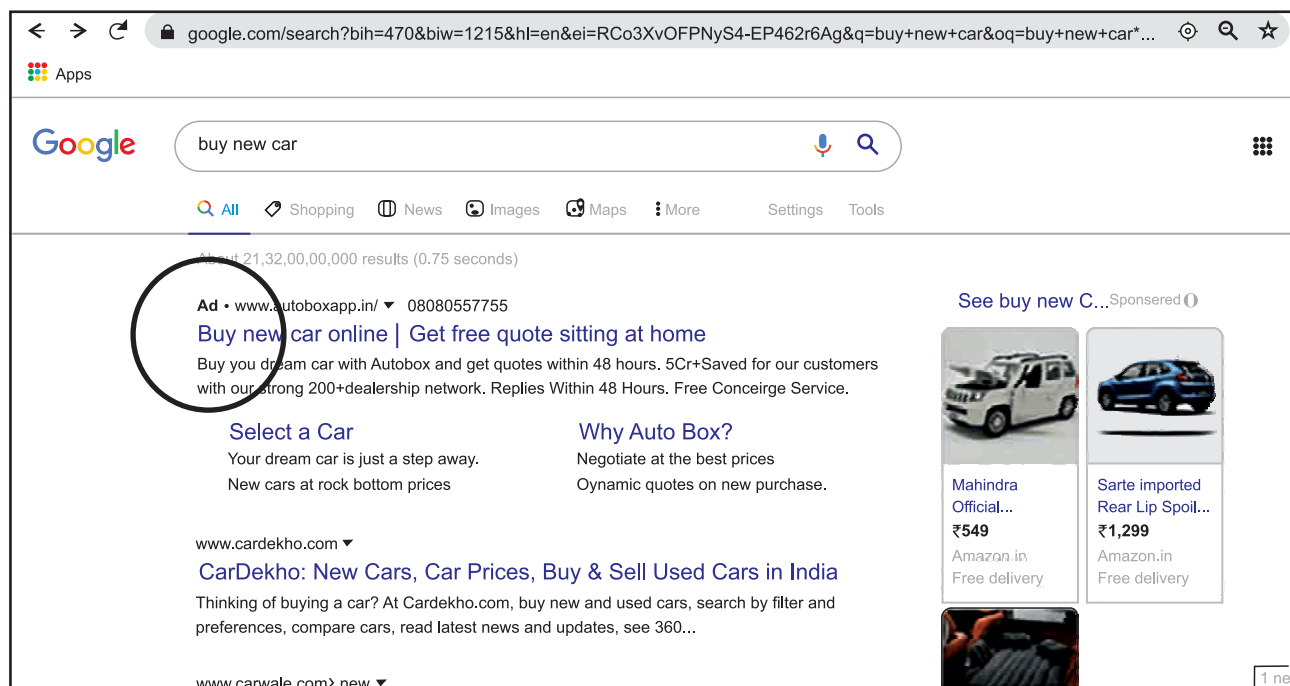 google.com/search?bih=470&biw=1215&hl=en&ei=RCo3XvOFPNyS4-EP462r6Ag&q=buy+new+car&oq=buy+new+car*...
Apps
Google
buy new car
All Shopping News Images Maps More Settings Tools
About 21,32,00,00,000 results (0.75 seconds)
Ad • www.autoboxapp.in/ 08080557755
Buy new car online | Get free quote sitting at home
Buy you dream car with Autobox and get quotes within 48 hours. 5Cr+Saved for our customers
with our strong 200+dealership network. Replies Within 48 Hours. Free Conceirge Service.
Select a Car
Your dream car is just a step away.
New cars at rock bottom prices
Why Auto Box?
Negotiate at the best prices
Oynamic quotes on new purchase.
www.cardekho.com
CarDekho: New Cars, Car Prices, Buy & Sell Used Cars in India
Thinking of buying a car? At Cardekho.com, buy new and used cars, search by filter and
preferences, compare cars, read latest news and updates, see 360...
www.carwale.com› new
See buy new C... Sponsered
Mahindra
Official...
₹549
Amazon.in
Free delivery
Sarte imported
Rear Lip Spoil...
₹1,299
Amazon.in
Free delivery
1 ne